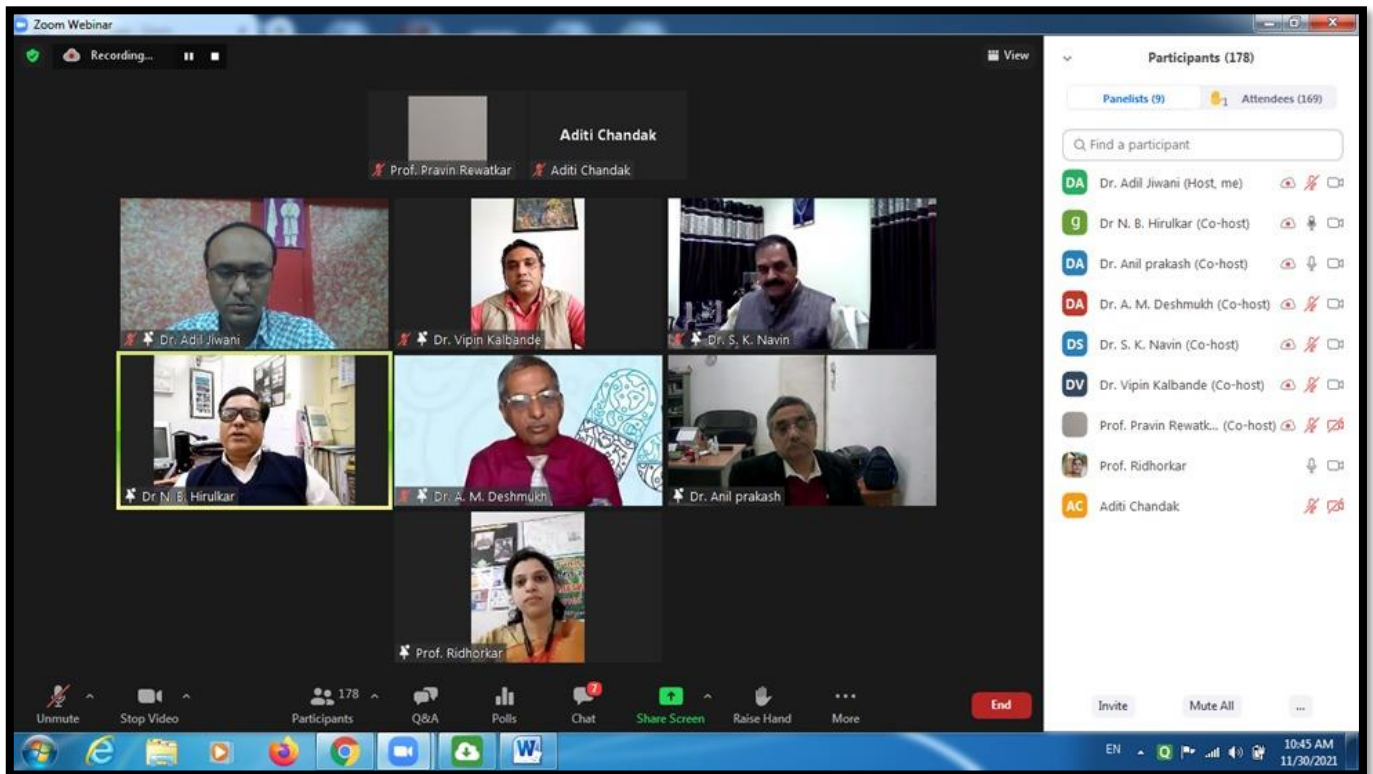 Zoom Webinar
Recording...
View
Prof. Pravin Rewatkar
Aditi Chandak
Aditi Chandak
Dr. Adil Jiwani
Dr. Vipin Kalbande
Dr. S. K. Navin
Dr N. B. Hirulkar
Dr. A. M. Deshmukh
Dr. Anil prakash
Prof. Ridhorkar
Unmute
Stop Video
178
Participants
Q&A
Polls
7
Chat
Share Screen
Raise Hand
More
End
Participants (178)
Panelists (9)
1 Attendees (169)
Find a participant
DA Dr. Adil Jiwani (Host, me)
g Dr N. B. Hirulkar (Co-host)
DA Dr. Anil prakash (Co-host)
DA Dr. A. M. Deshmukh (Co-host)
DS Dr. S. K. Navin (Co-host)
DV Dr. Vipin Kalbande (Co-host)
Prof. Pravin Rewatk... (Co-host)
Prof. Ridhorkar
AC Aditi Chandak
Invite
Mute All
...
EN
10:45 AM
11/30/2021